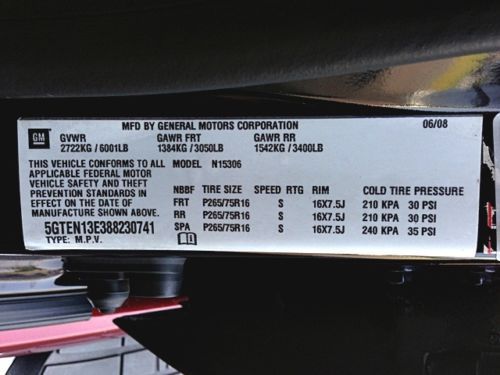 MFD BY GENERAL MOTORS CORPORATION 06/08
GM GVWR GAWR FRT GAWR RR
2722KG / 6001LB 1384KG / 3050LB 1542KG / 3400LB
THIS VEHICLE CONFORMS TO ALL MODEL N15306
APPLICABLE FEDERAL MOTOR
VEHICLE SAFETY AND THEFT NBBF TIRE SIZE SPEED RTG RIM COLD TIRE PRESSURE
PREVENTION STANDARDS IN FRT P265/75R16 S 16X7.5J 210 KPA 30 PSI
EFFECT ON THE DATE OF RR P265/75R16 S 16X7.5J 210 KPA 30 PSI
MANUFACTURE SHOWN ABOVE.
5GTEN13E388230741 SPA P265/75R16 S 16X7.5J 240 KPA 35 PSI
TYPE: M.P.V.